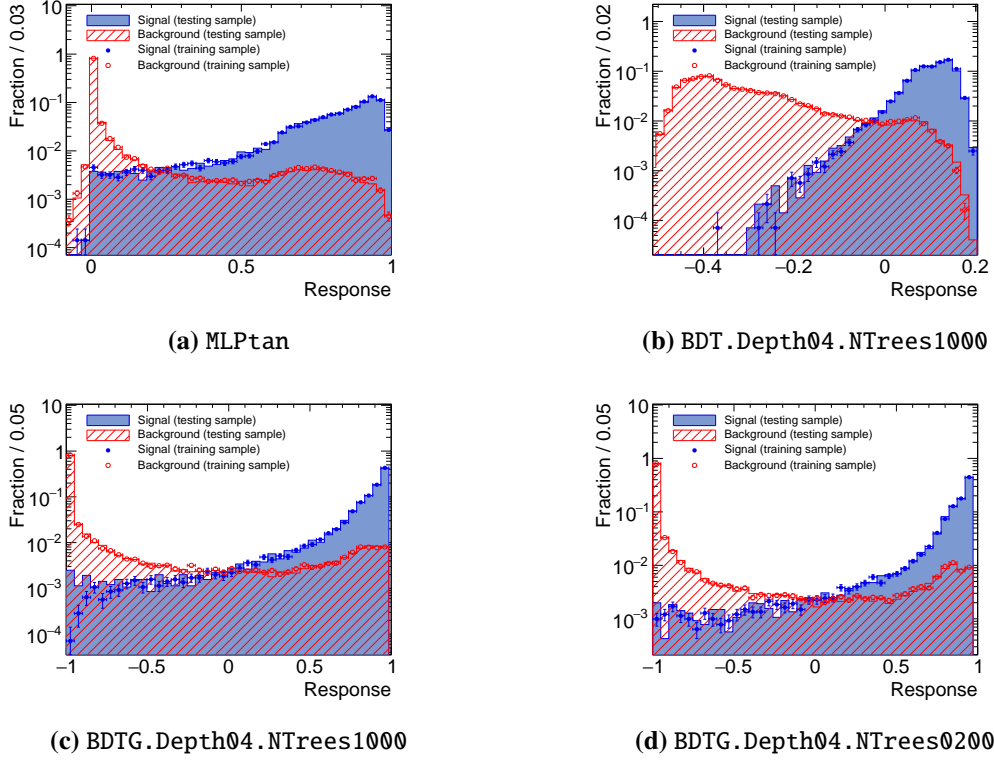 Fraction / 0.03
1
10⁻¹
10⁻²
10⁻³
10⁻⁴
Signal (testing sample)
Background (testing sample)
Signal (training sample)
Background (training sample)
0 0.5 1
Response
(a) MLPtan
Fraction / 0.02
1
10⁻¹
10⁻²
10⁻³
10⁻⁴
Signal (testing sample)
Background (testing sample)
Signal (training sample)
Background (training sample)
−0.4 −0.2 0 0.2
Response
(b) BDT.Depth04.NTrees1000
Fraction / 0.05
1
10⁻¹
10⁻²
10⁻³
10⁻⁴
Signal (testing sample)
Background (testing sample)
Signal (training sample)
Background (training sample)
−1 −0.5 0 0.5 1
Response
(c) BDTG.Depth04.NTrees1000
Fraction / 0.05
1
10⁻¹
10⁻²
10⁻³
Signal (testing sample)
Background (testing sample)
Signal (training sample)
Background (training sample)
−1 −0.5 0 0.5 1
Response
(d) BDTG.Depth04.NTrees0200